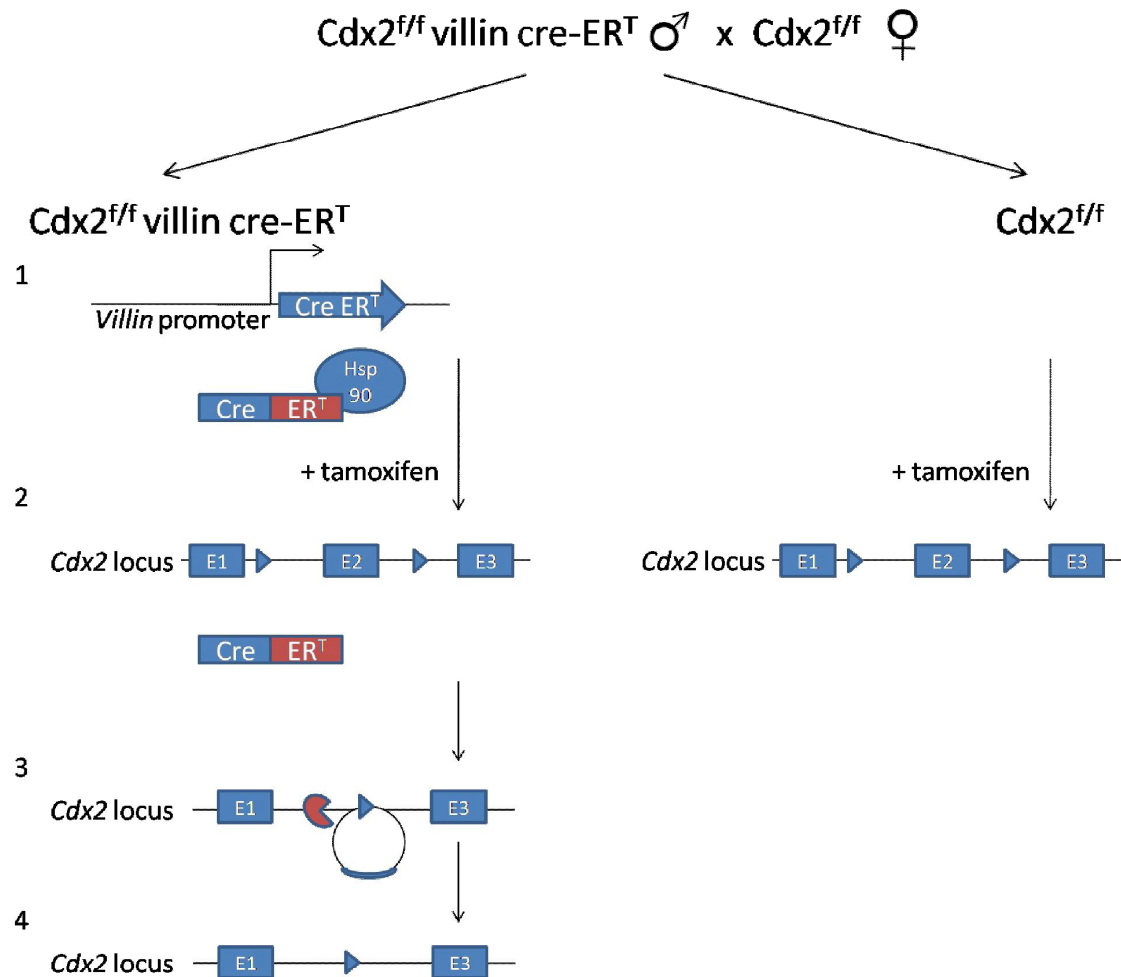 Cdx2f/f villin cre-ERT ♂ x Cdx2f/f ♀
Cdx2f/f villin cre-ERT
Cdx2f/f
1
Cre ERT
Villin promoter
Hsp
90
Cre ERT
+ tamoxifen
+ tamoxifen
2
Cdx2 locus E1 E2 E3
Cdx2 locus E1 E2 E3
Cre ERT
3
Cdx2 locus E1 E3
4
Cdx2 locus E1 E3